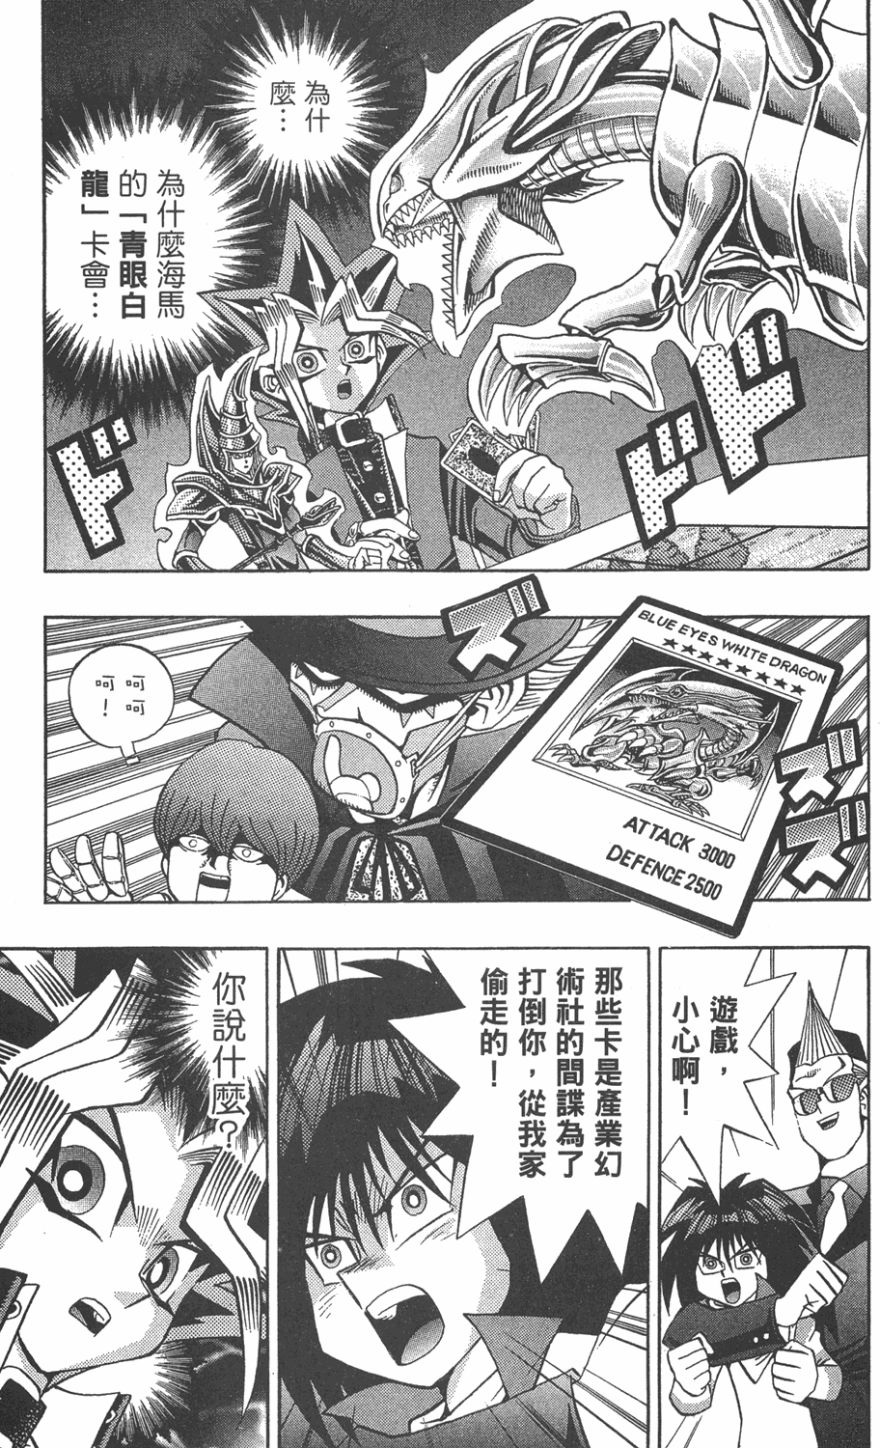 為什
麼…
為什麼海馬
的「青眼白
龍」卡會…
ド
ド
ド
ズ
BLUE EYES WHITE DRAGON
★★★★★★★★
ATTACK 3000
DEFENCE 2500
ズ
ズ
呵呵
呵！
遊戲，
小心啊！
那些卡是產業幻
術社的間諜為了
打倒你，從我家
偷走的！
你說什麼？